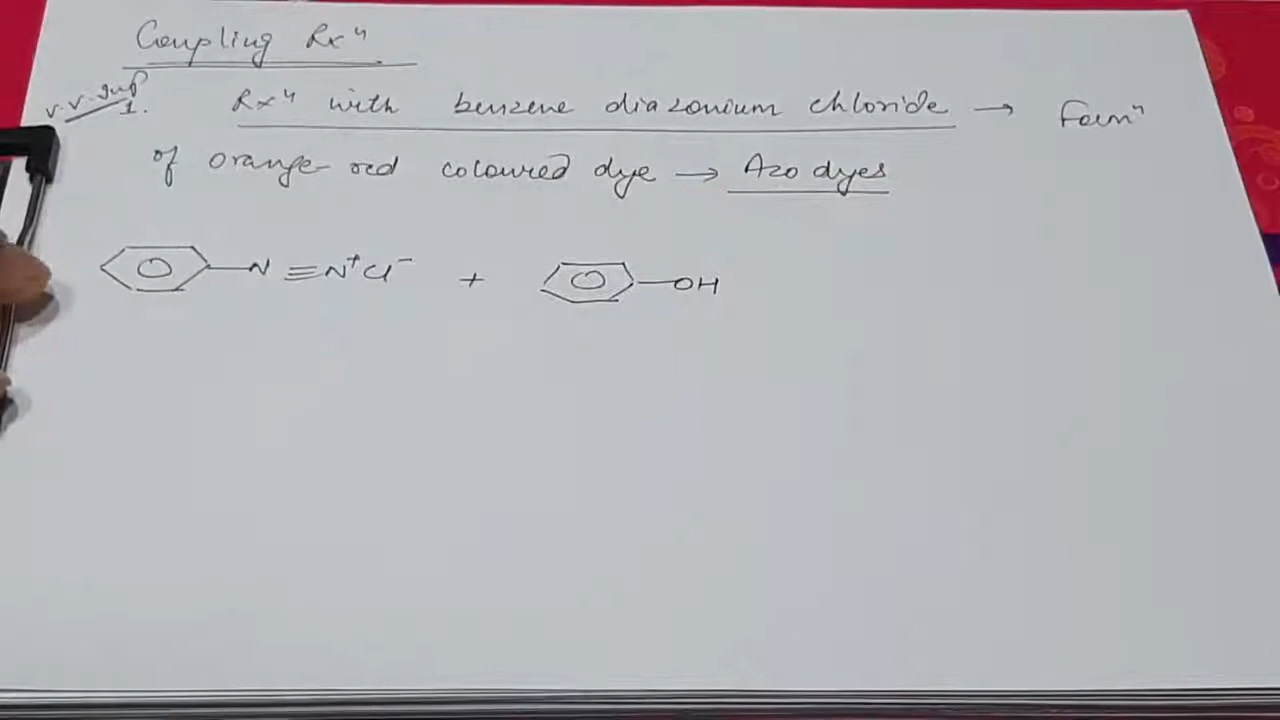 Coupling Rxⁿ
v.v.Imp
1. Rxⁿ with benzene diazonium chloride → Formⁿ
of orange-red coloured dye → Azo dyes
N≡N⁺Cl⁻ + OH